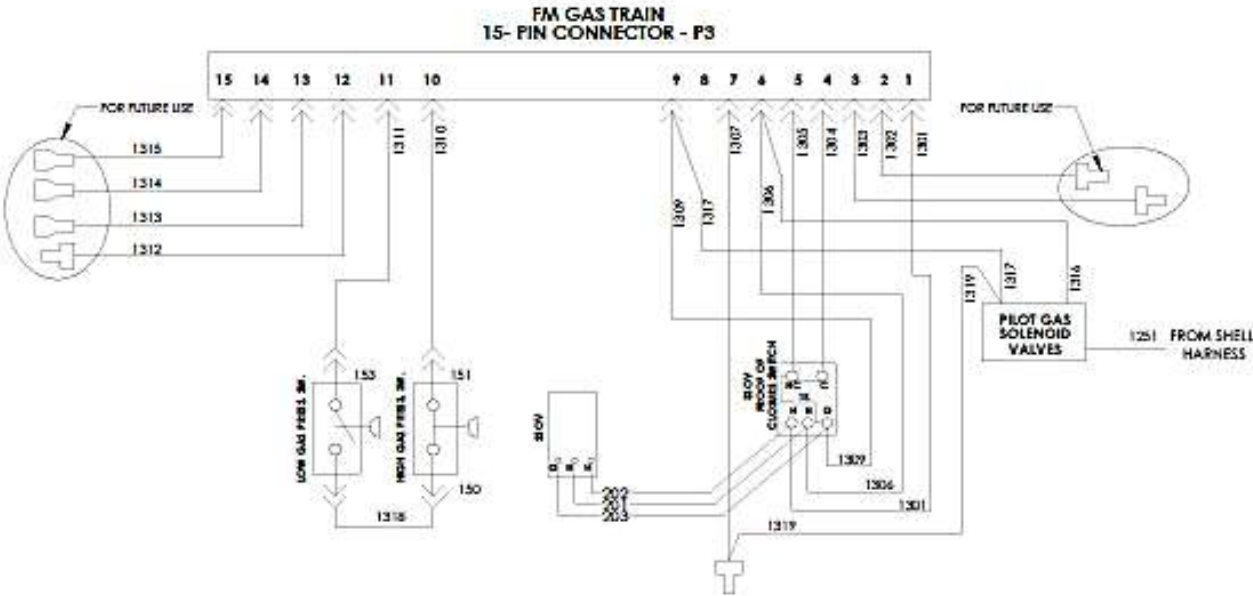 FM GAS TRAIN
15- PIN CONNECTOR - P3
15 14 13 12 11 10 9 8 7 6 5 4 3 2 1
FOR FUTURE USE
FOR FUTURE USE
1315
1314
1313
1312
1311
1310
1309
1317
1307
1306
1305
1304
1303
1302
1301
1319
1317
1316
PILOT GAS
SOLENOID
VALVES
1251 FROM SHELL
HARNESS
LOW GAS PRESS. SW.
153
HIGH GAS PRESS. SW.
151
150
1318
PROOF OF
CLOSURE SWITCH
202
201
203
1309
1306
1301
1319